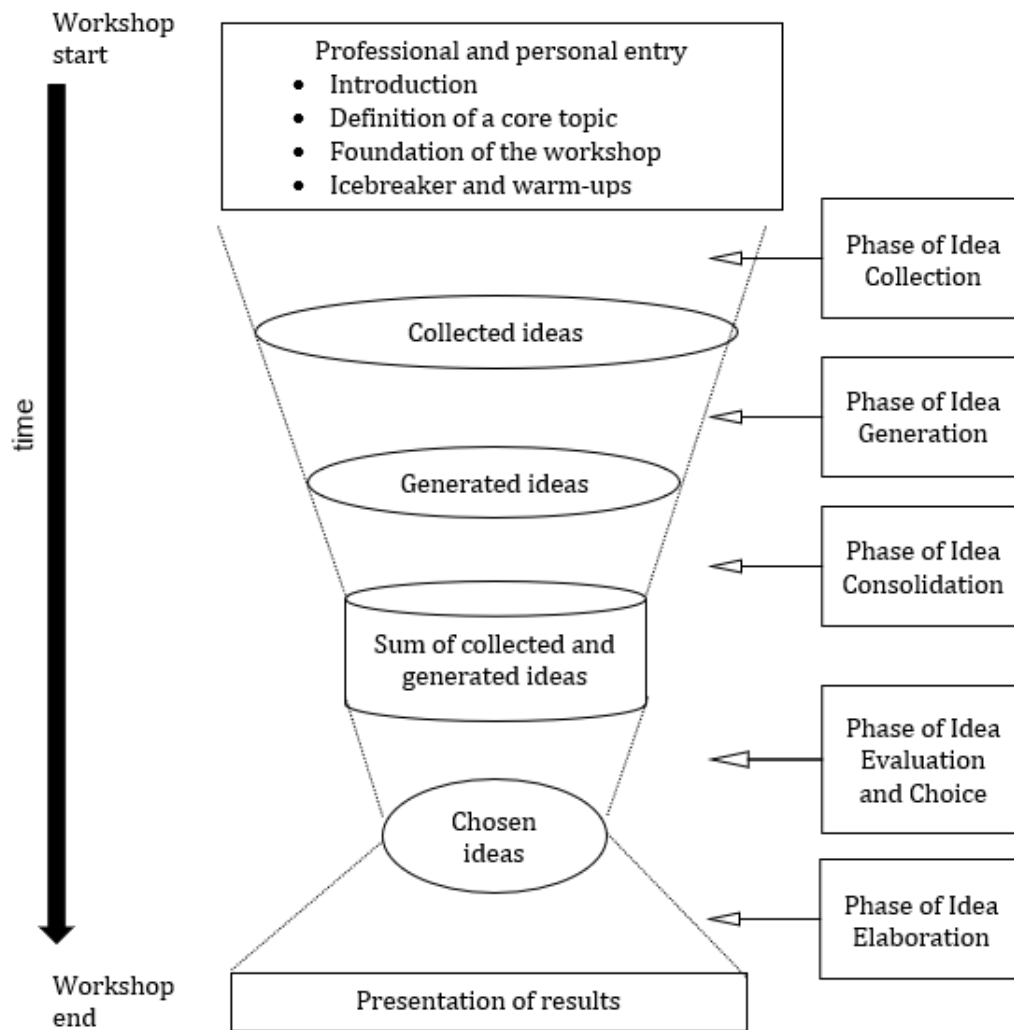 Workshop
start
Professional and personal entry
• Introduction
• Definition of a core topic
• Foundation of the workshop
• Icebreaker and warm-ups
Phase of Idea
Collection
Collected ideas
Phase of Idea
Generation
time
Generated ideas
Phase of Idea
Consolidation
Sum of collected and
generated ideas
Phase of Idea
Evaluation
and Choice
Chosen
ideas
Phase of Idea
Elaboration
Workshop
end
Presentation of results